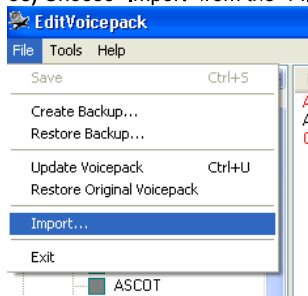 EditVoicepack
File Tools Help
Save Ctrl+S
Create Backup...
Restore Backup...
Update Voicepack Ctrl+U
Restore Original Voicepack
Import...
Exit
ASCOT